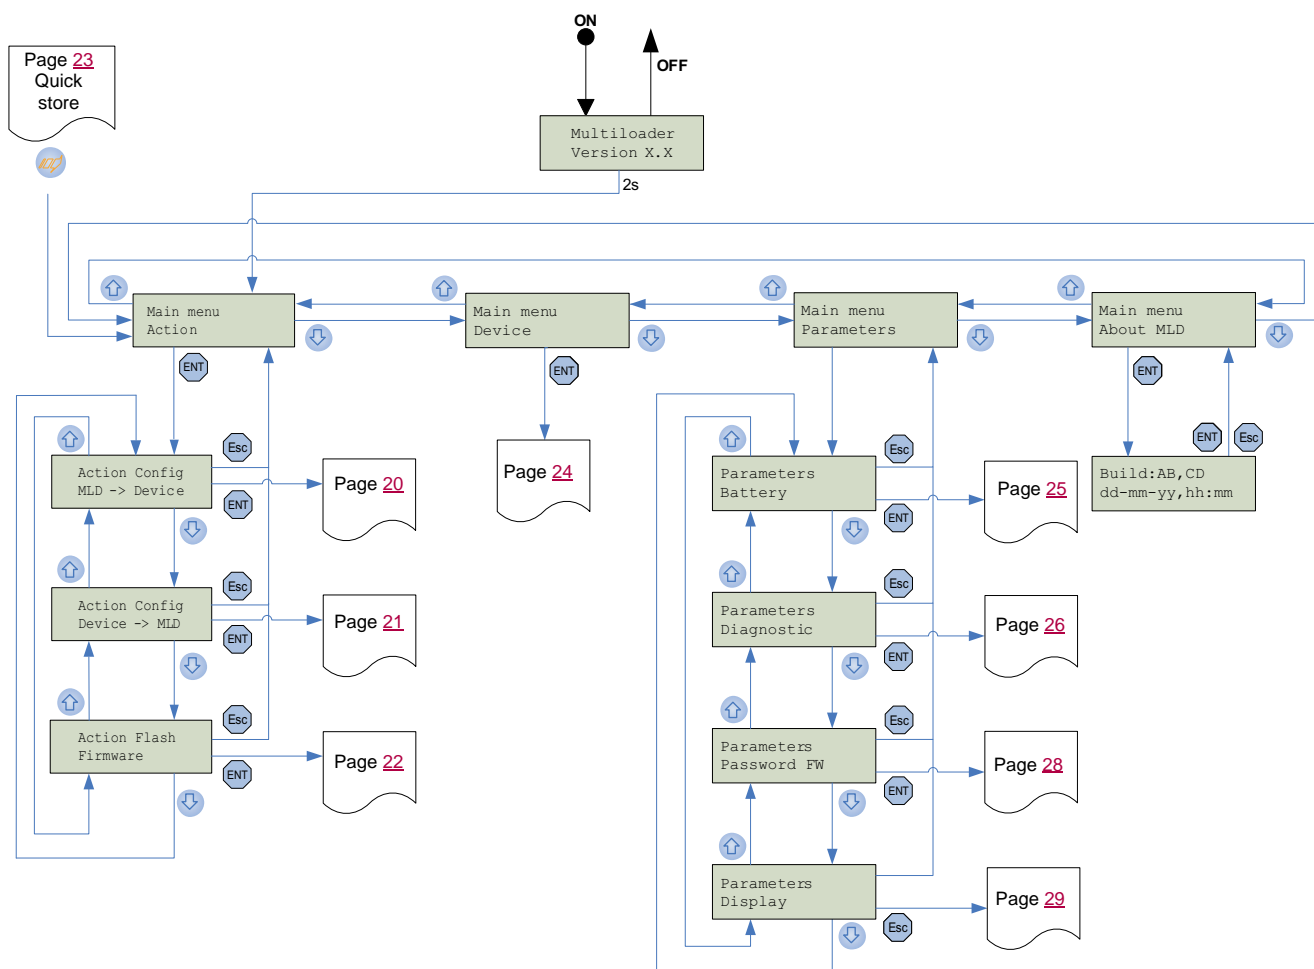 ON
OFF
Page 23
Quick
store
Multiloader
Version X.X
2s
Main menu
Action
Main menu
Device
Main menu
Parameters
Main menu
About MLD
ENT
ENT
ENT
ENT
Esc
Action Config
MLD -> Device
Esc
ENT
Page 20
Page 24
Parameters
Battery
Esc
ENT
Page 25
Build:AB,CD
dd-mm-yy,hh:mm
Action Config
Device -> MLD
Esc
ENT
Page 21
Parameters
Diagnostic
Esc
ENT
Page 26
Action Flash
Firmware
Esc
ENT
Page 22
Parameters
Password FW
Esc
ENT
Page 28
Parameters
Display
Esc
Page 29